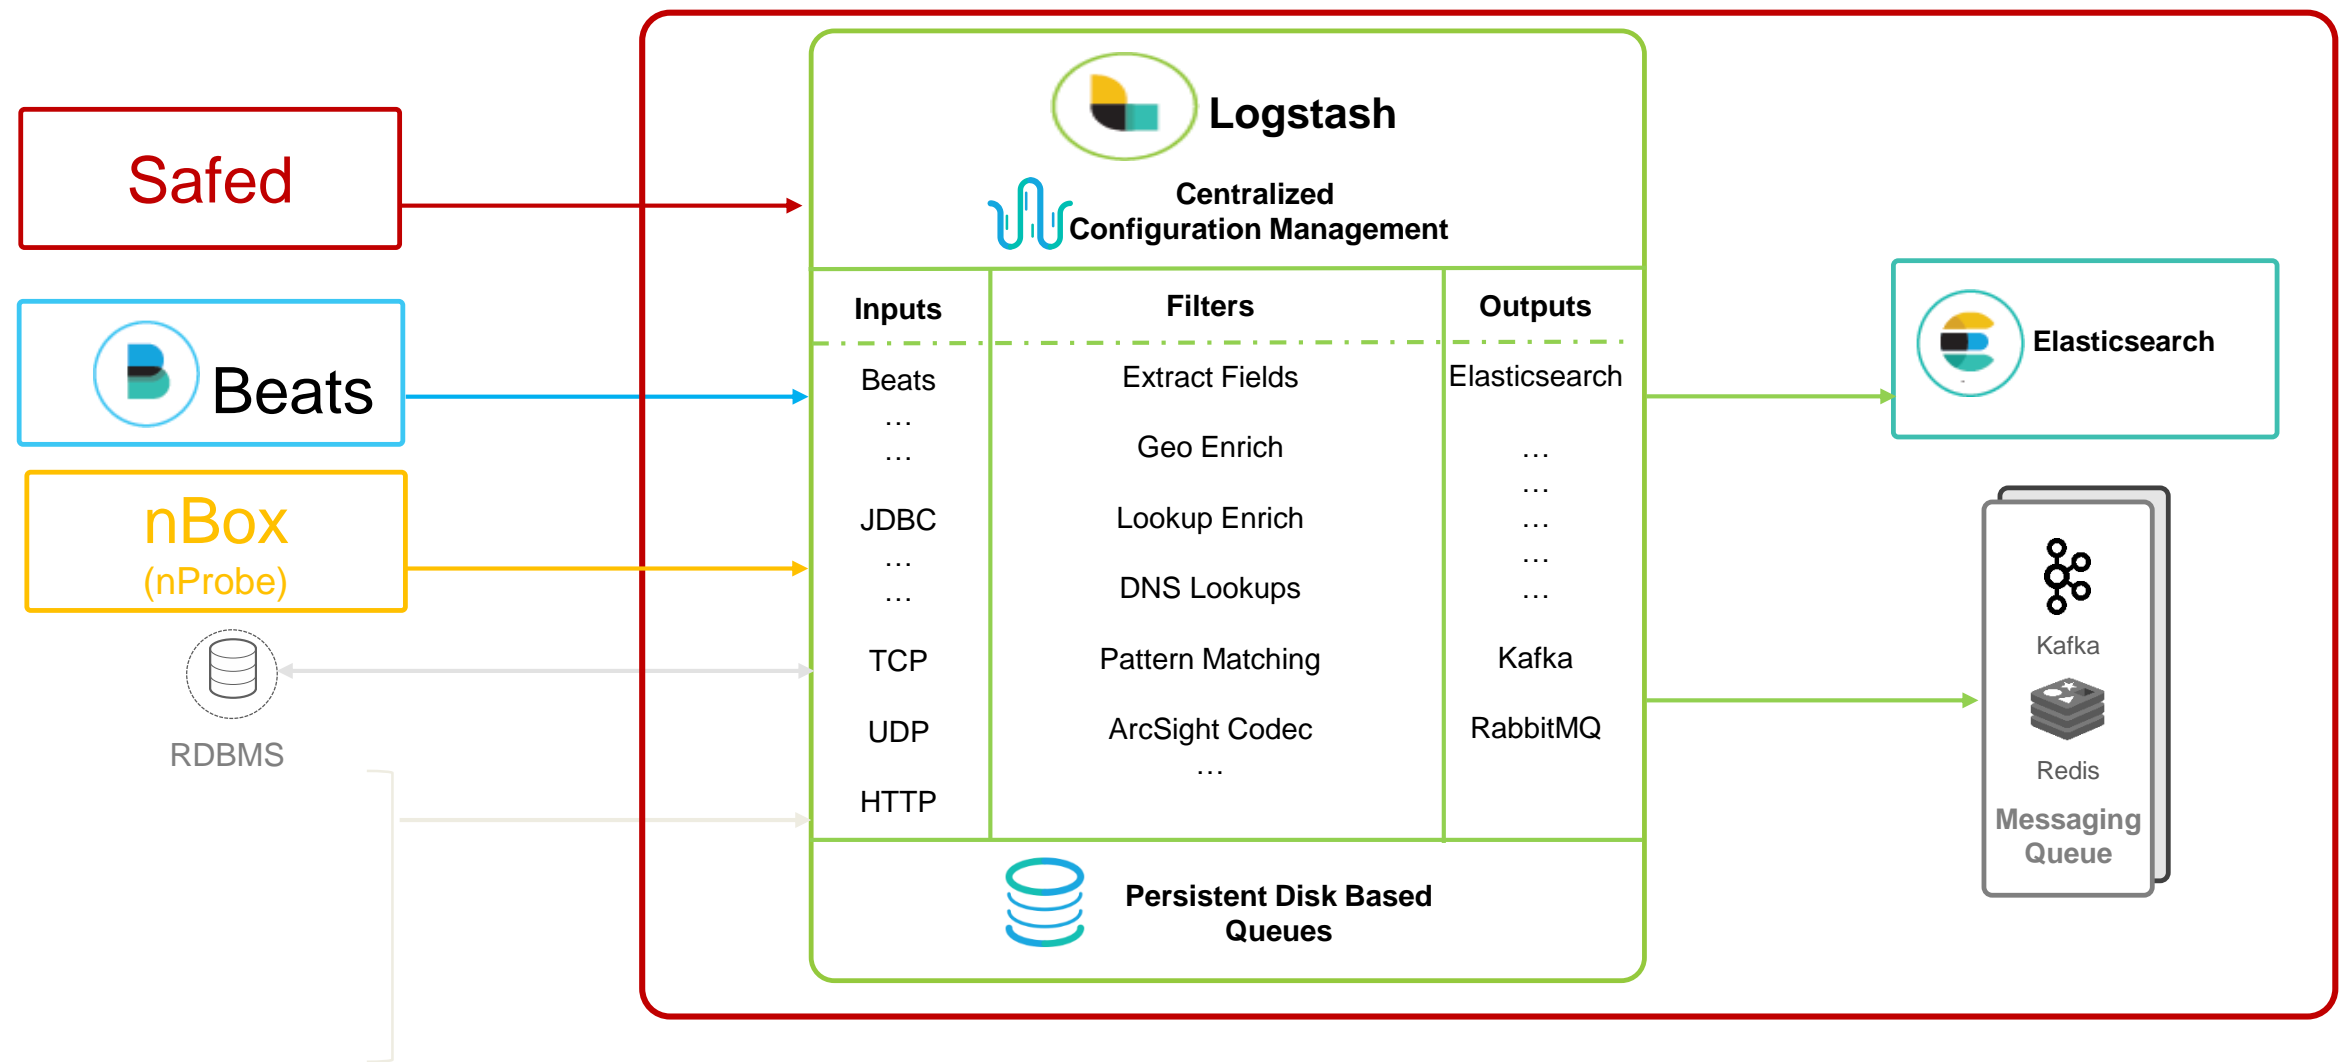 Safed
Beats
nBox
(nProbe)
RDBMS
Logstash
Centralized
Configuration Management
Inputs
Beats
…
…
JDBC
…
…
TCP
UDP
HTTP
Filters
Extract Fields
Geo Enrich
Lookup Enrich
DNS Lookups
Pattern Matching
ArcSight Codec
…
Outputs
Elasticsearch
…
…
…
…
…
Kafka
RabbitMQ
Persistent Disk Based
Queues
Elasticsearch
Kafka
Redis
Messaging
Queue